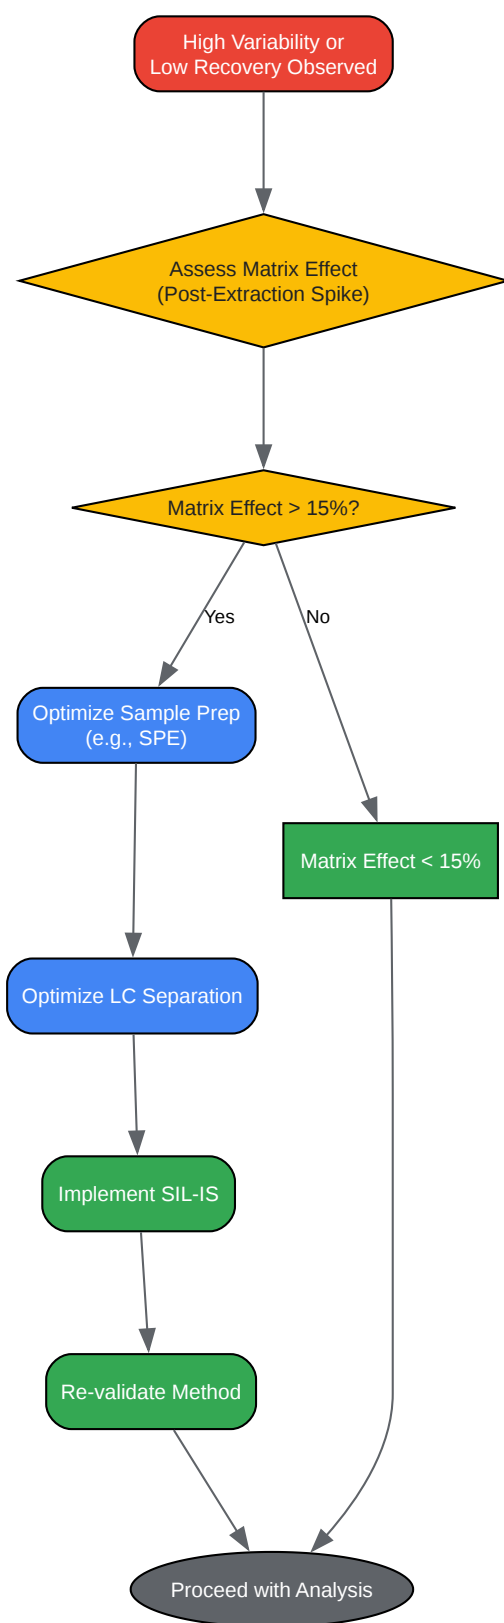 High Variability or
Low Recovery Observed
Assess Matrix Effect
(Post-Extraction Spike)
Matrix Effect > 15%?
Yes
No
Optimize Sample Prep
(e.g., SPE)
Matrix Effect < 15%
Optimize LC Separation
Implement SIL-IS
Re-validate Method
Proceed with Analysis